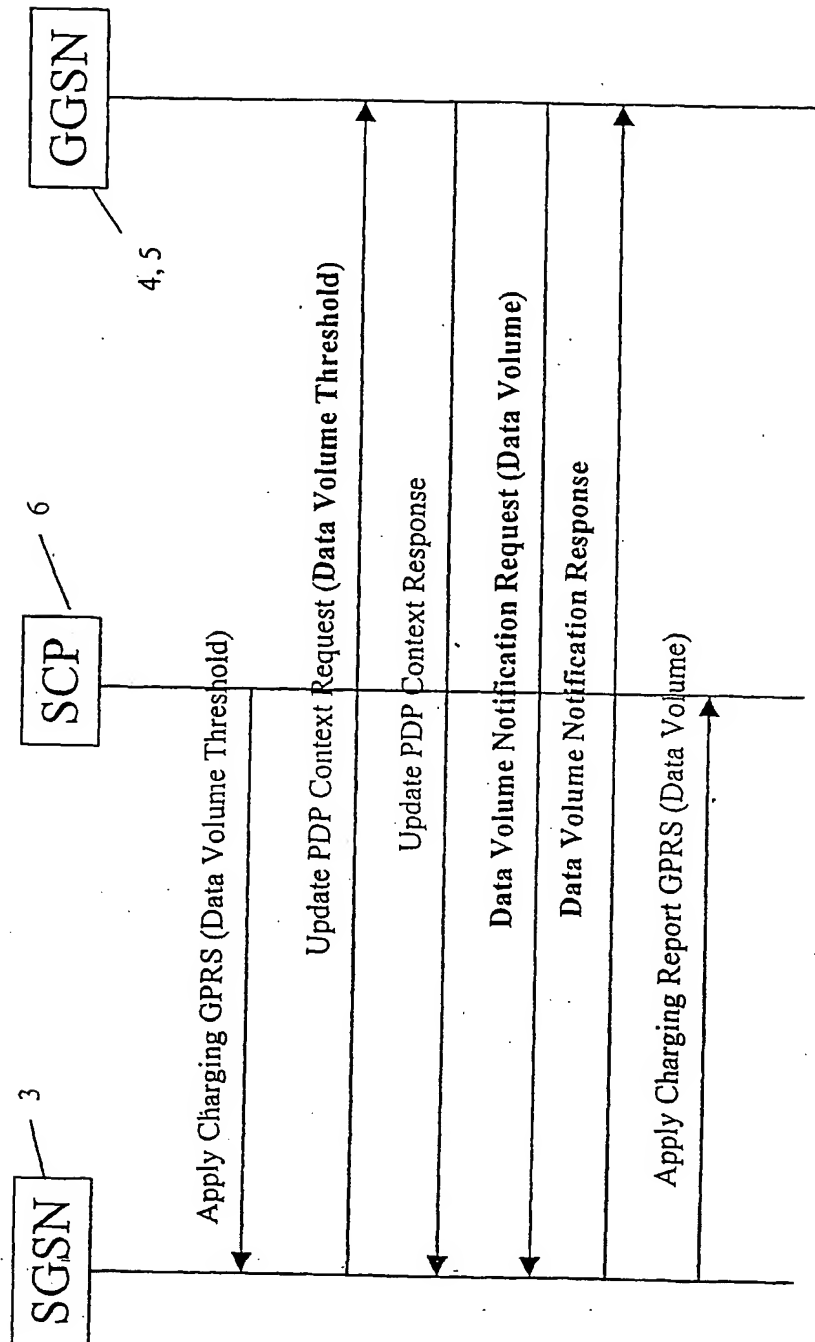 SGSN
3
SCP
6
GGSN
4, 5
Apply Charging GPRS (Data Volume Threshold)
Update PDP Context Request (Data Volume Threshold)
Update PDP Context Response
Data Volume Notification Request (Data Volume)
Data Volume Notification Response
Apply Charging Report GPRS (Data Volume)